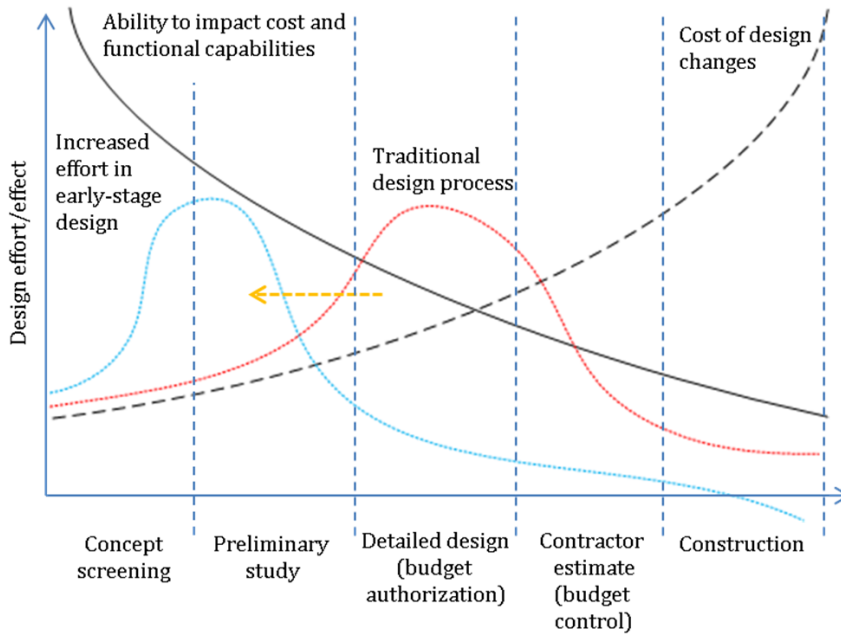 Ability to impact cost and
functional capabilities
Cost of design
changes
Increased
effort in
early-stage
design
Traditional
design process
Design effort/effect
Concept
screening
Preliminary
study
Detailed design
(budget
authorization)
Contractor
estimate
(budget
control)
Construction